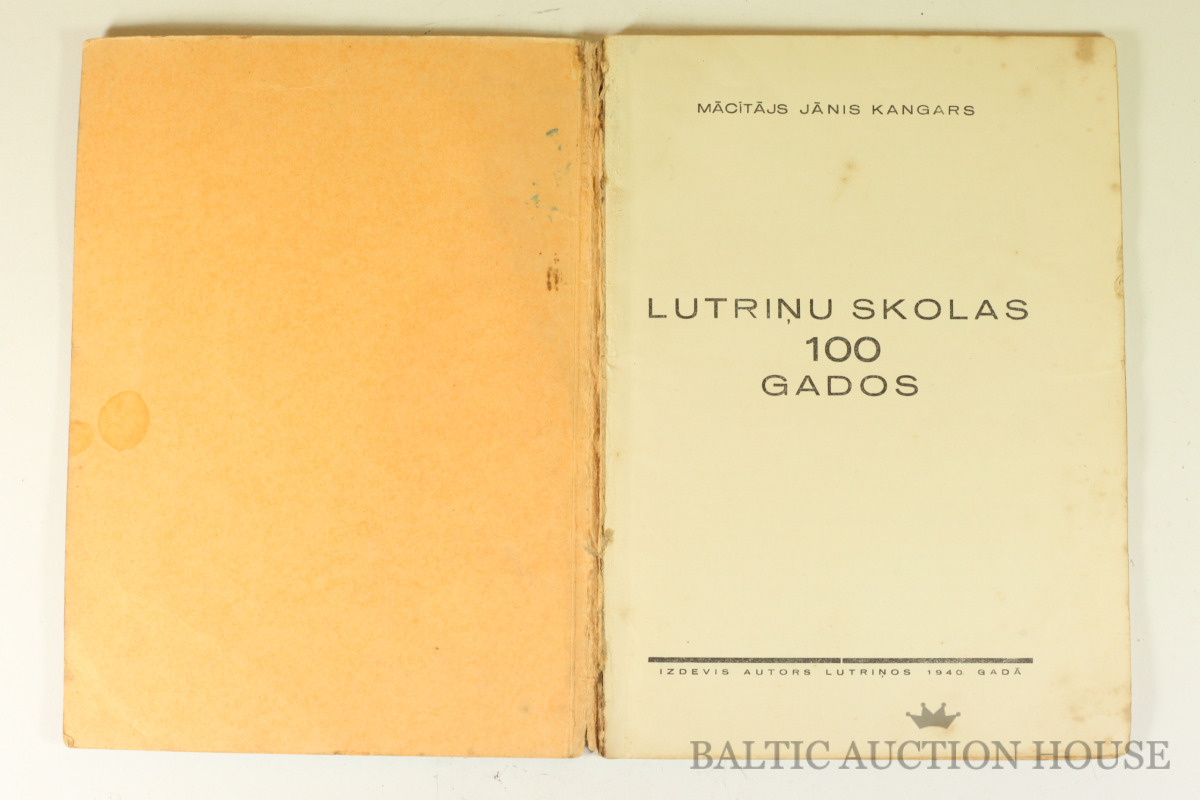 MĀCĪTĀJS JĀNIS KANGARS
LUTRIŅU SKOLAS
100
GADOS
IZDEVIS AUTORS LUTRIŅOS 1940. GADĀ
BALTIC AUCTION HOUSE